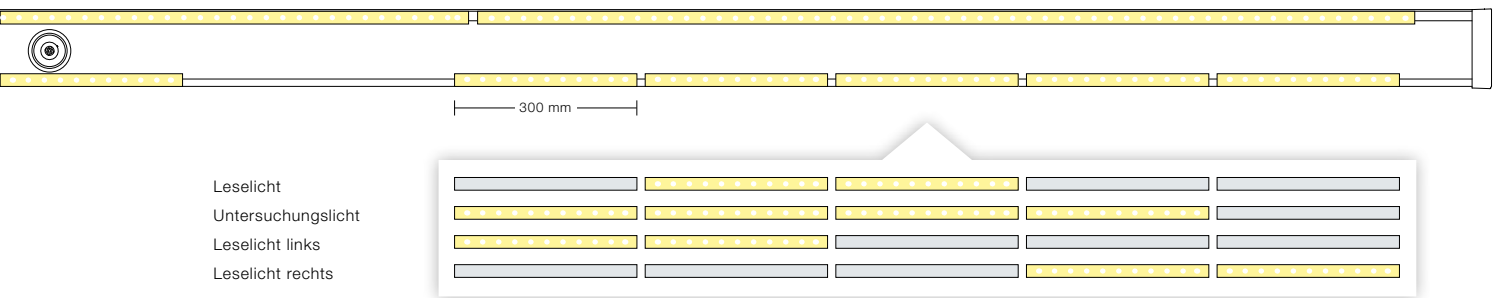 300 mm
Leselicht
Untersuchungslicht
Leselicht links
Leselicht rechts